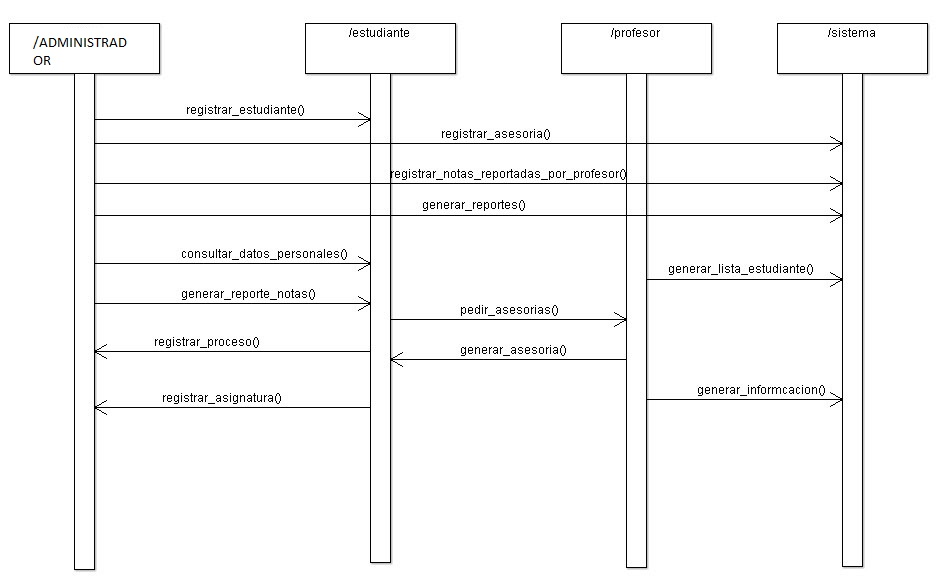 /ADMINISTRAD
OR
/estudiante
/profesor
/sistema
registrar_estudiante()
registrar_asesoria()
registrar_notas_reportadas_por_profesor()
generar_reportes()
consultar_datos_personales()
generar_lista_estudiante()
generar_reporte_notas()
pedir_asesorias()
registrar_proceso()
generar_asesoria()
generar_informcacion()
registrar_asignatura()